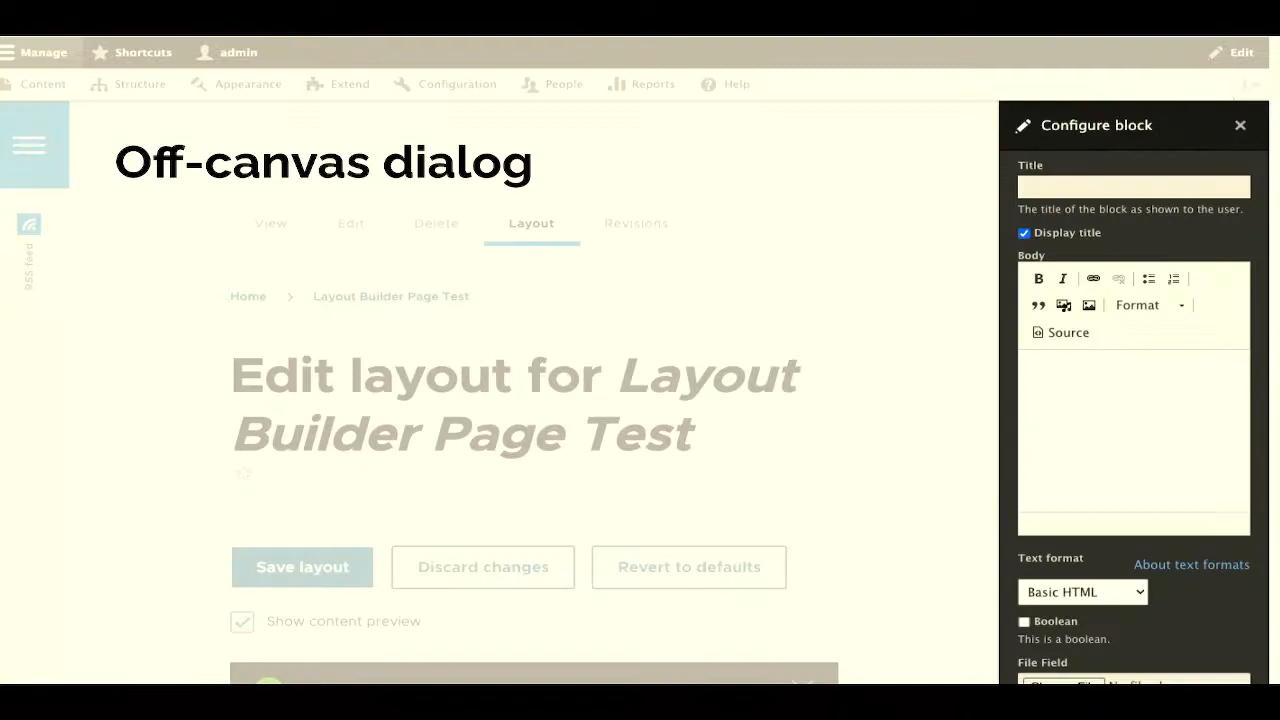 Manage Shortcuts admin Edit
Content Structure Appearance Extend Configuration People Reports Help
Off-canvas dialog
View Edit Delete Layout Revisions
RSS feed
Home Layout Builder Page Test
Edit layout for Layout
Builder Page Test
Save layout Discard changes Revert to defaults
Show content preview
Configure block
Title
The title of the block as shown to the user.
Display title
Body
B I
Format
Source
Text format
About text formats
Basic HTML
Boolean
This is a boolean.
File Field